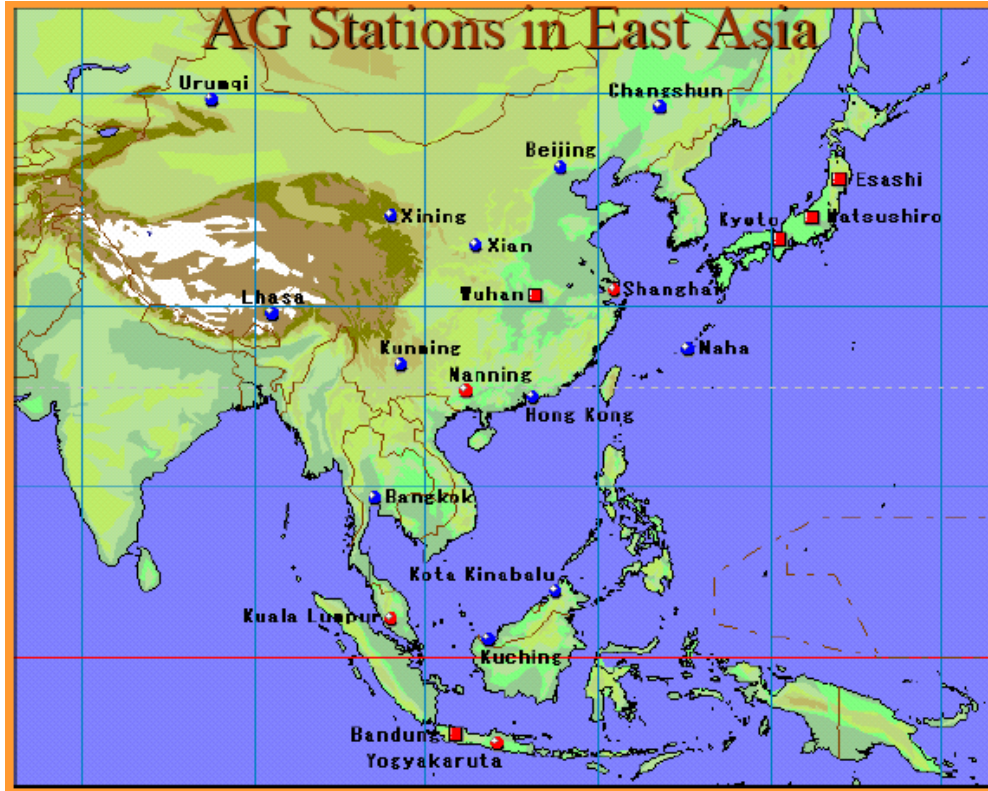 AG Stations in East Asia
Urumqi
Changshun
Beijing
Esashi
Xining
Kyoto
Matsushiro
Xian
Wuhan
Shanghai
Lhasa
Kunming
Naha
Nanning
Hong Kong
Bangkok
Kota Kinabalu
Kuala Lumpur
Kuching
Bandung
Yogyakaruta